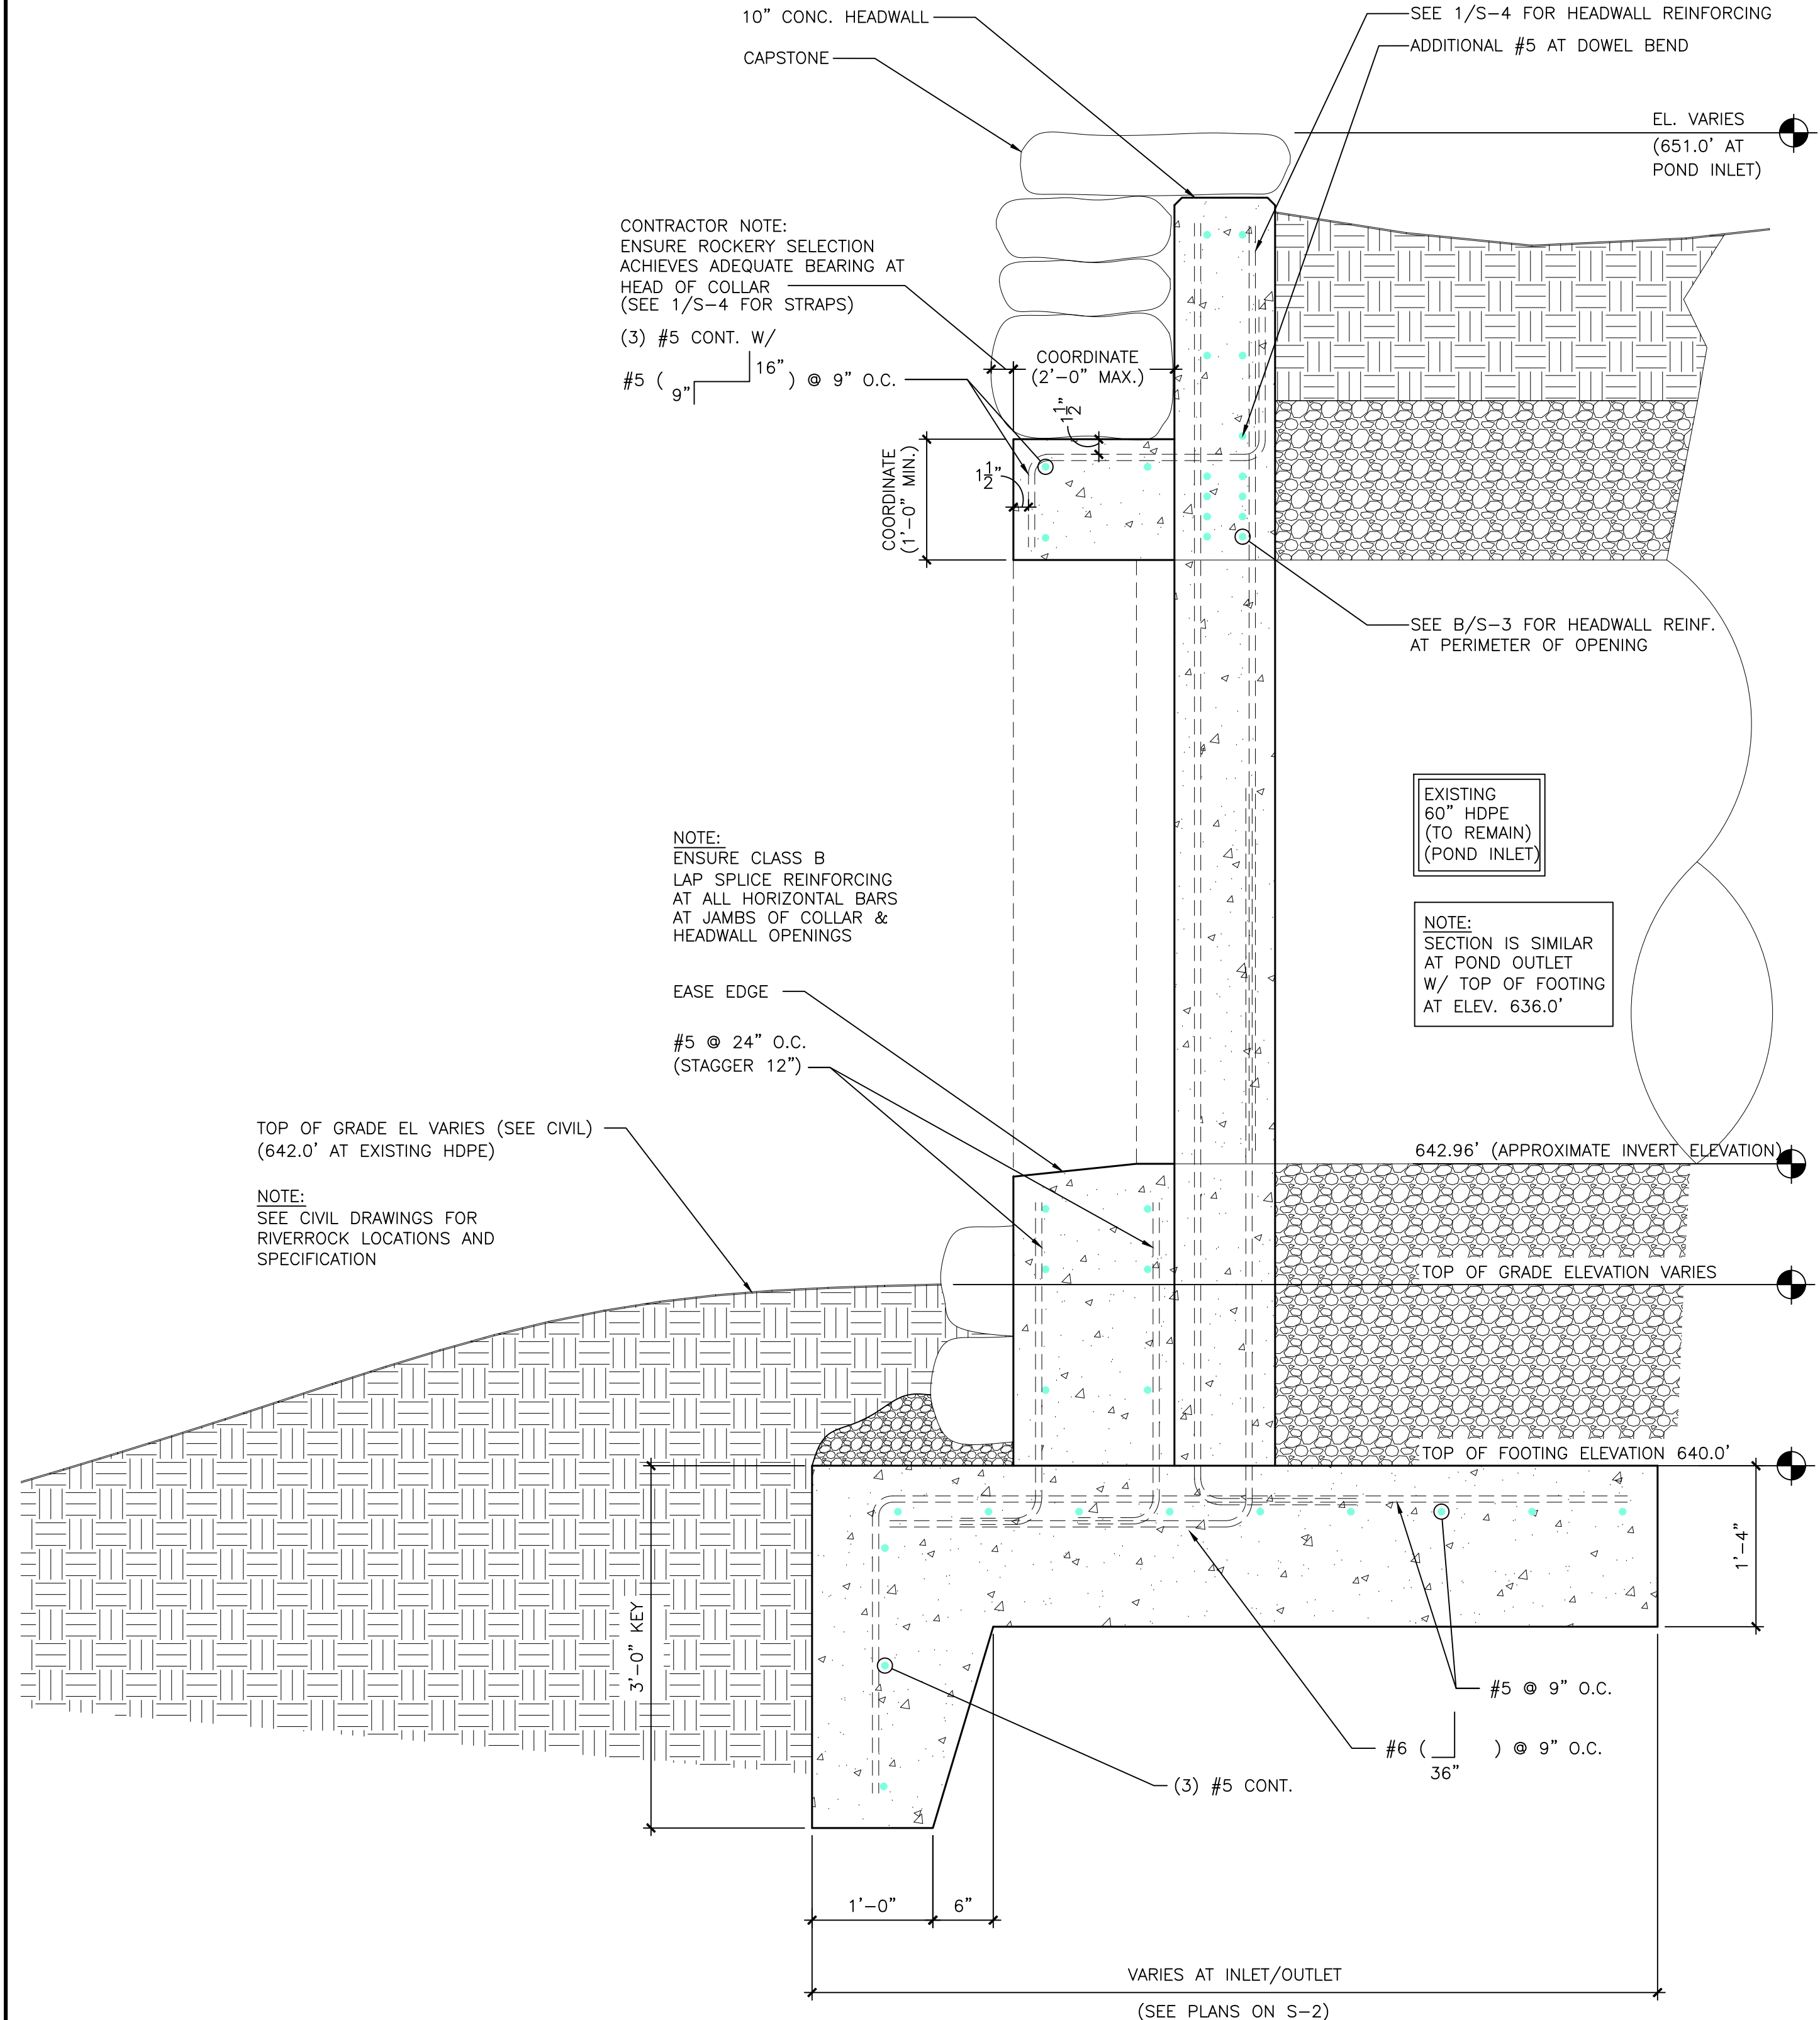 10" CONC. HEADWALL
CAPSTONE
SEE 1/S-4 FOR HEADWALL REINFORCING
ADDITIONAL #5 AT DOWEL BEND
EL. VARIES
(651.0' AT
POND INLET)
CONTRACTOR NOTE:
ENSURE ROCKERY SELECTION
ACHIEVES ADEQUATE BEARING AT
HEAD OF COLLAR
(SEE 1/S-4 FOR STRAPS)
(3) #5 CONT. W/
#5 ( 9" 16" ) @ 9" O.C.
COORDINATE
(2'-0" MAX.)
1 1/2"
COORDINATE
(1'-0" MIN.)
1 1/2"
SEE B/S-3 FOR HEADWALL REINF.
AT PERIMETER OF OPENING
EXISTING
60" HDPE
(TO REMAIN)
(POND INLET)
NOTE:
ENSURE CLASS B
LAP SPLICE REINFORCING
AT ALL HORIZONTAL BARS
AT JAMBS OF COLLAR &
HEADWALL OPENINGS
NOTE:
SECTION IS SIMILAR
AT POND OUTLET
W/ TOP OF FOOTING
AT ELEV. 636.0'
EASE EDGE
#5 @ 24" O.C.
(STAGGER 12")
TOP OF GRADE EL VARIES (SEE CIVIL)
(642.0' AT EXISTING HDPE)
NOTE:
SEE CIVIL DRAWINGS FOR
RIVERROCK LOCATIONS AND
SPECIFICATION
642.96' (APPROXIMATE INVERT ELEVATION)
TOP OF GRADE ELEVATION VARIES
TOP OF FOOTING ELEVATION 640.0'
1'-4"
3'-0" KEY
#5 @ 9" O.C.
#6 ( 36" ) @ 9" O.C.
(3) #5 CONT.
1'-0"
6"
VARIES AT INLET/OUTLET
(SEE PLANS ON S-2)